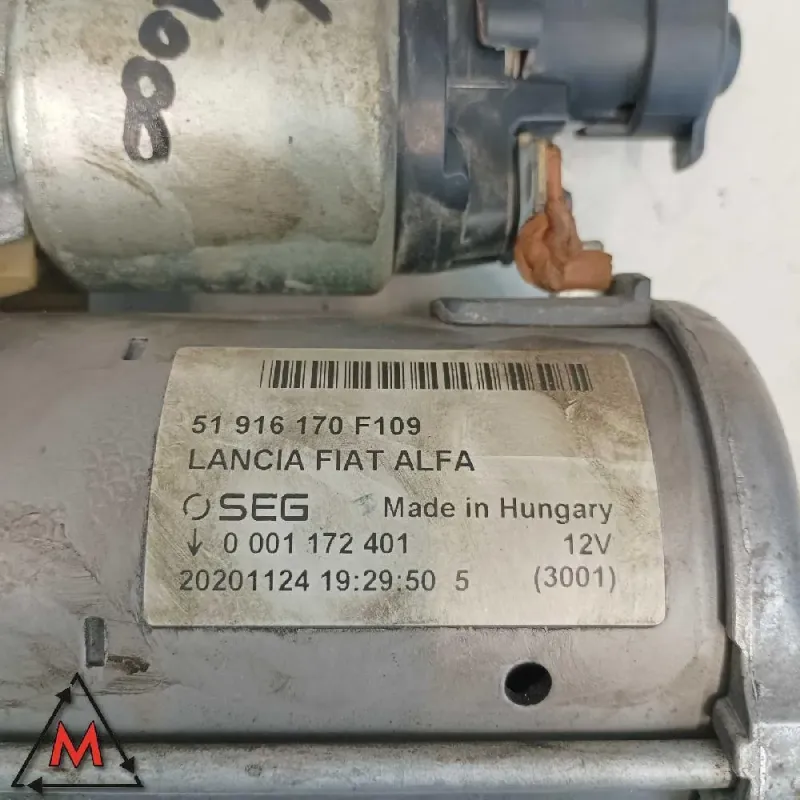 800
51 916 170 F109
LANCIA FIAT ALFA
SEG Made in Hungary
↓ 0 001 172 401 12V
20201124 19:29:50 5 (3001)
M